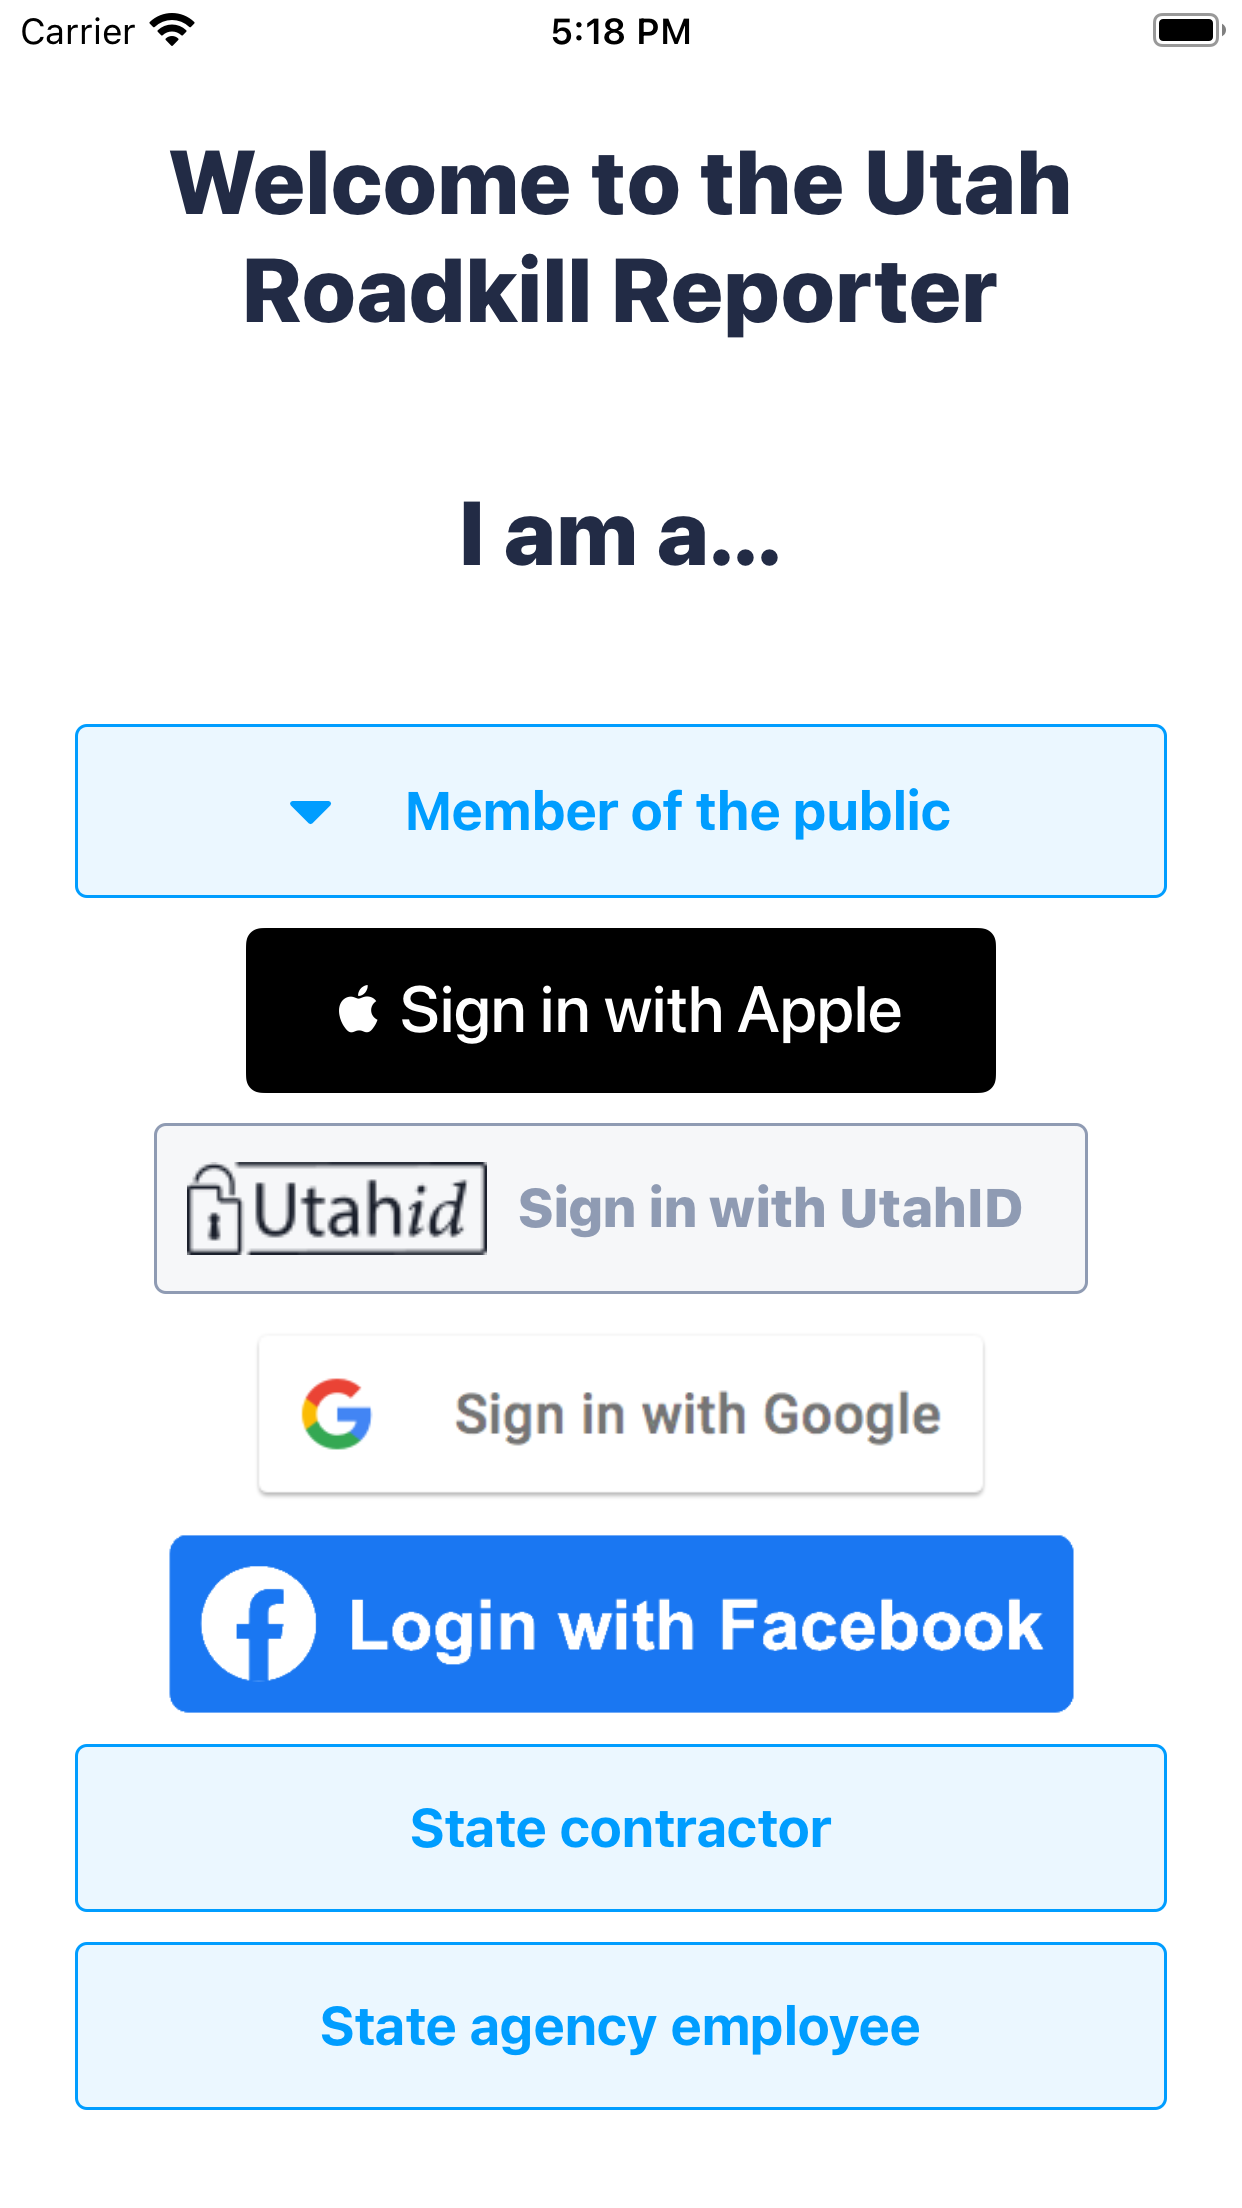 Carrier
5:18 PM
Welcome to the Utah
Roadkill Reporter
I am a...
Member of the public
Sign in with Apple
Utahid
Sign in with UtahID
Sign in with Google
Login with Facebook
State contractor
State agency employee